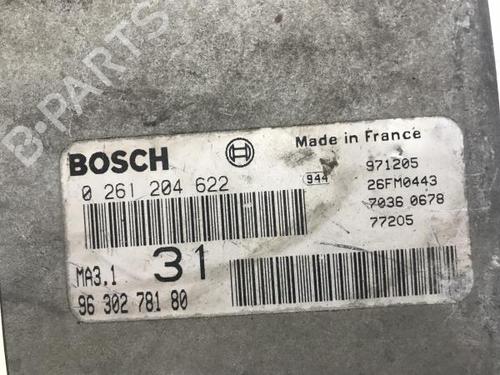 B-PARTS
BOSCH
Made in France
0 261 204 622
944
971205
26FM0443
7036 0678
77205
MA3.1
31
96 302 781 80